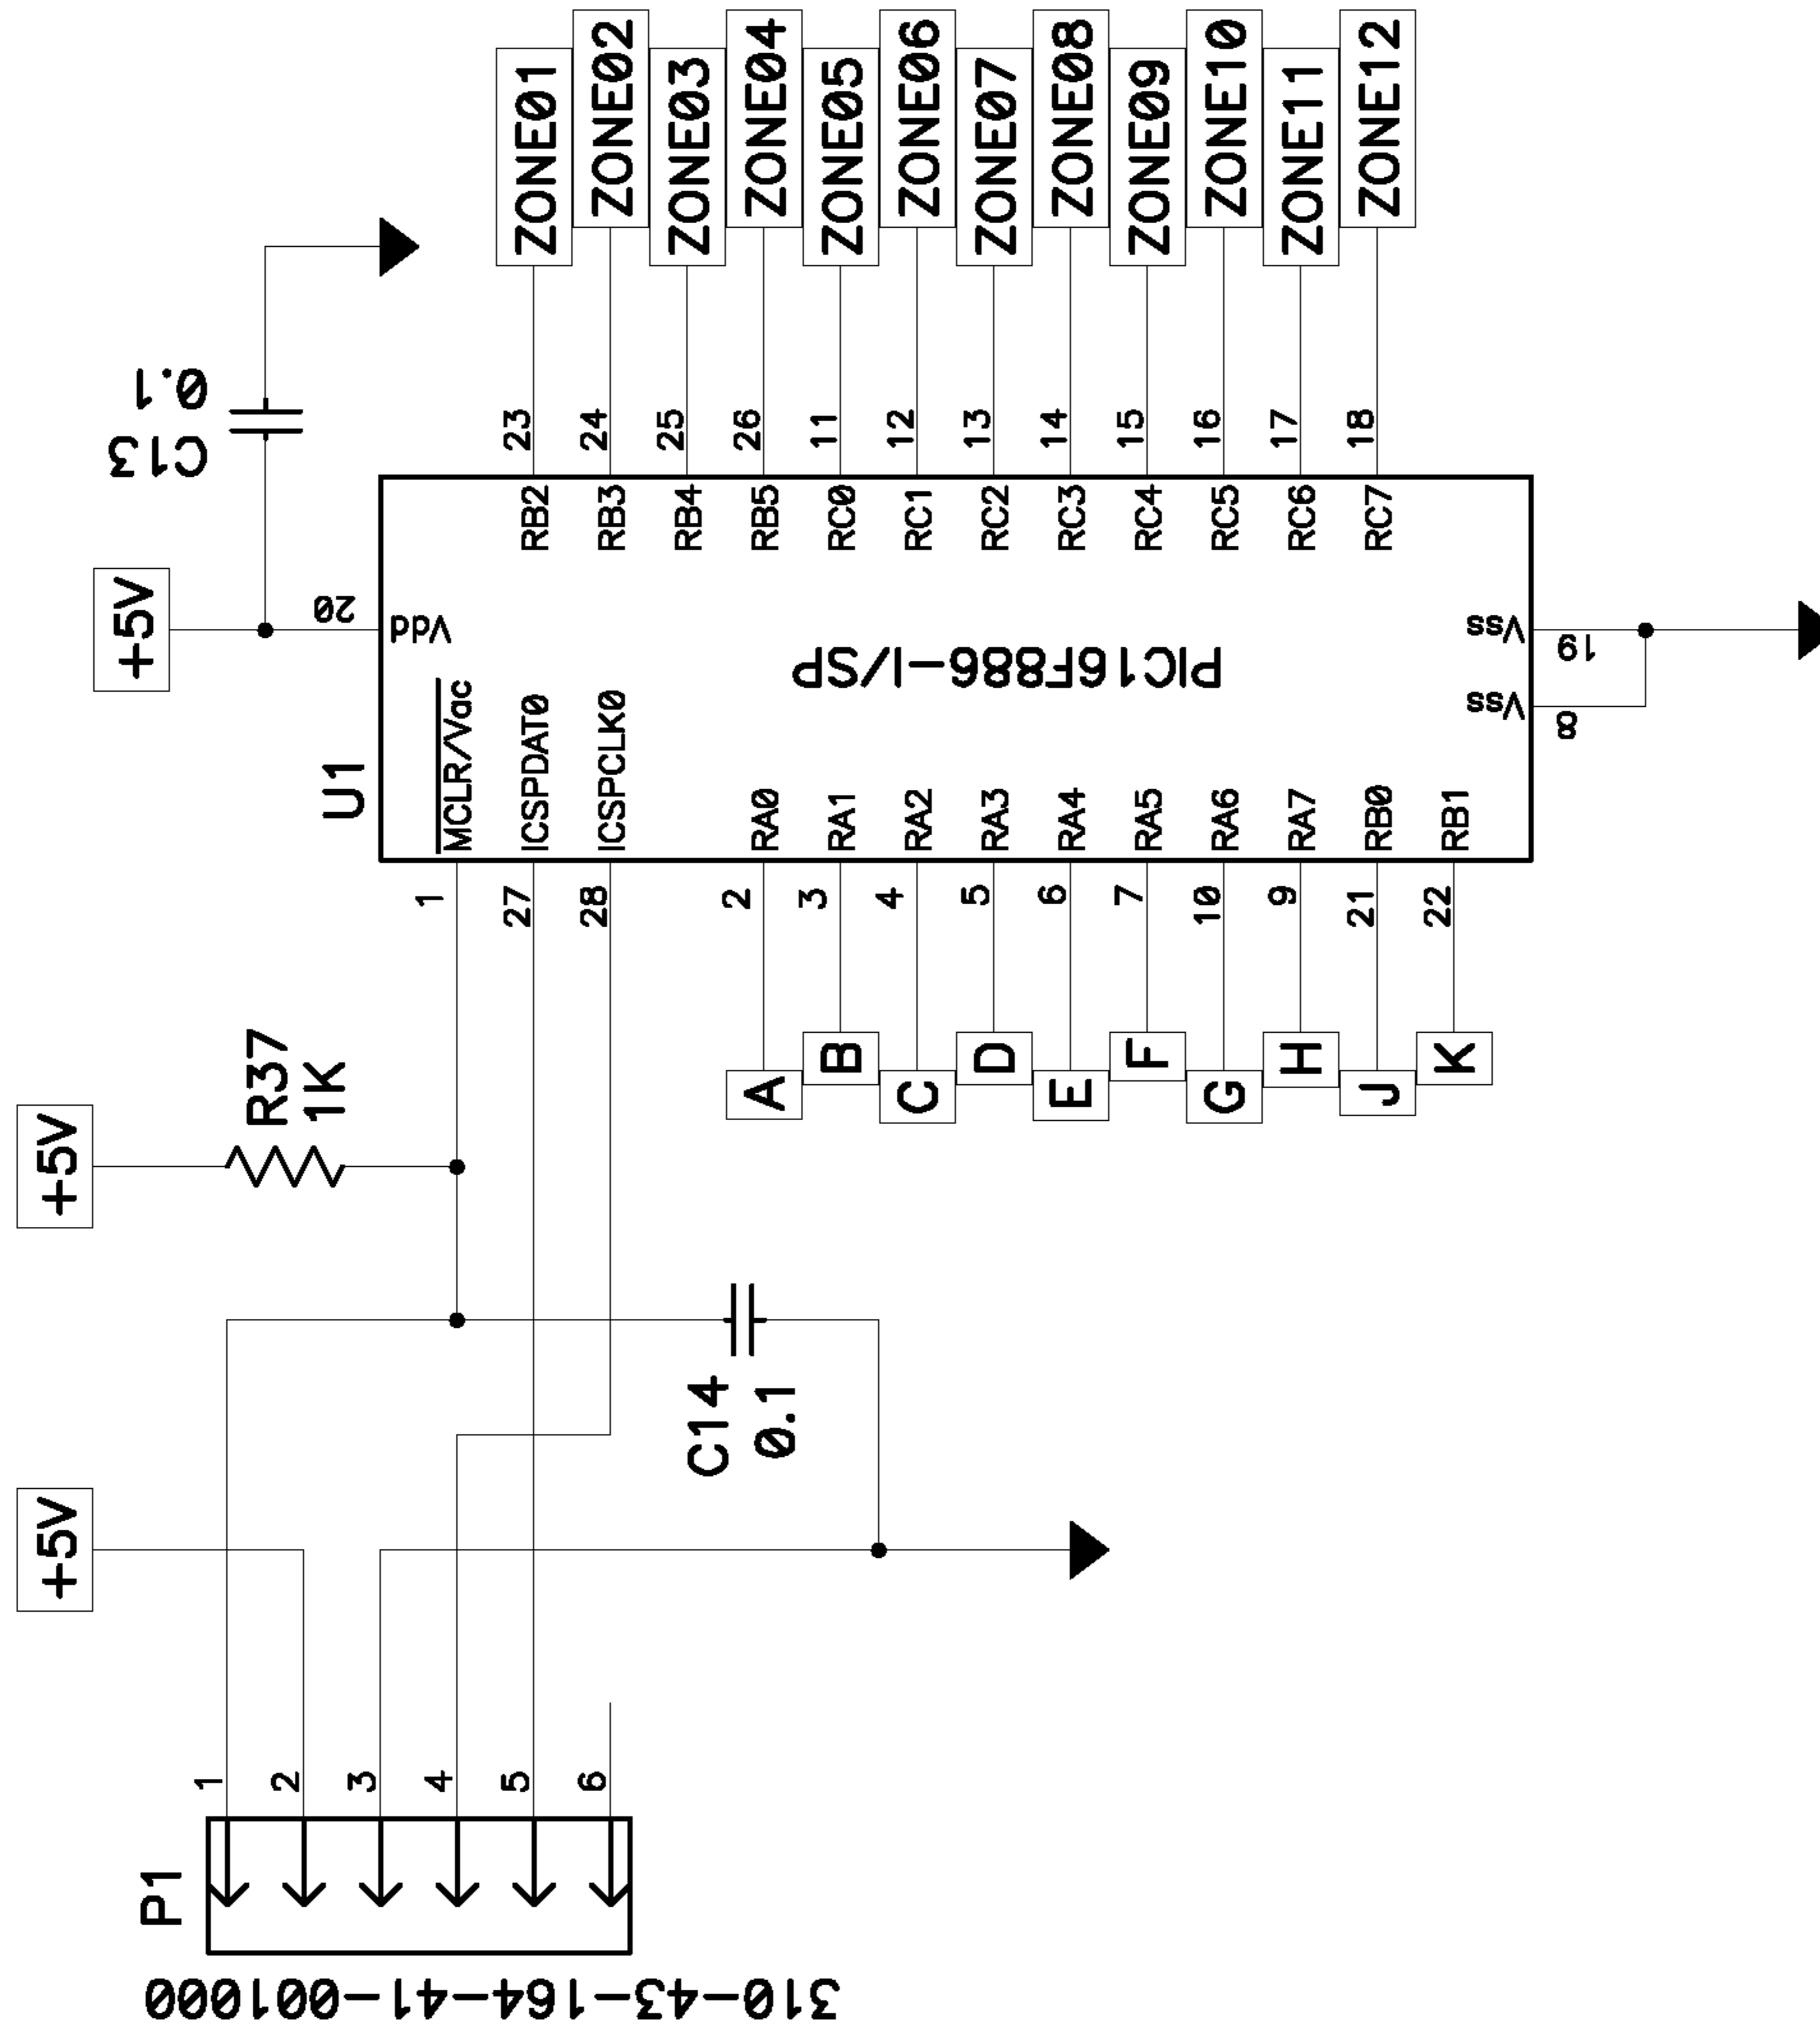 +5V
+5V
+5V
C13
0.1
R37
1K
U1
P1
310-43-164-41-001000
1
2
3
4
5
6
C14
0.1
1
27
28
2
3
4
5
6
7
10
9
21
22
A
B
C
D
E
F
G
H
J
K
MCLR/Vac
ICSPDAT0
ICSPCLK0
RA0
RA1
RA2
RA3
RA4
RA5
RA6
RA7
RB0
RB1
20
Vdd
PIC16F886-I/SP
Vss
8
Vss
19
RB2
RB3
RB4
RB5
RC0
RC1
RC2
RC3
RC4
RC5
RC6
RC7
23
24
25
26
11
12
13
14
15
16
17
18
ZONE01
ZONE02
ZONE03
ZONE04
ZONE05
ZONE06
ZONE07
ZONE08
ZONE09
ZONE10
ZONE11
ZONE12